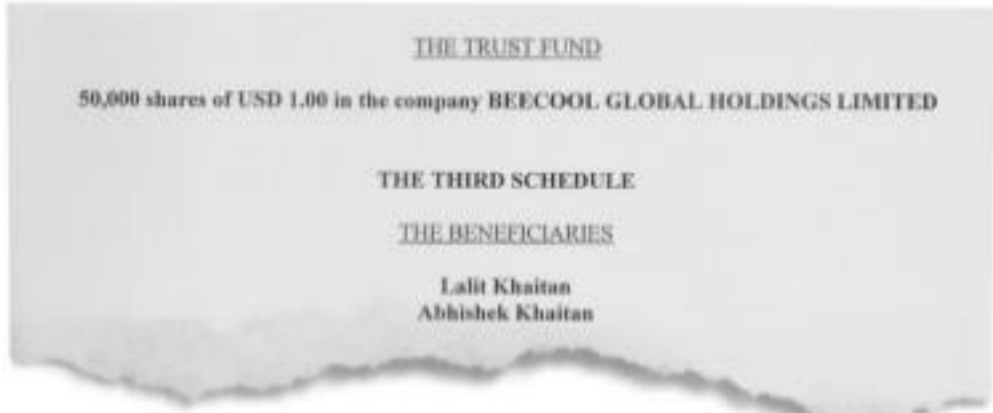 THE TRUST FUND
50,000 shares of USD 1.00 in the company BEECOOL GLOBAL HOLDINGS LIMITED
THE THIRD SCHEDULE
THE BENEFICIARIES
Lalit Khaitan
Abhishek Khaitan